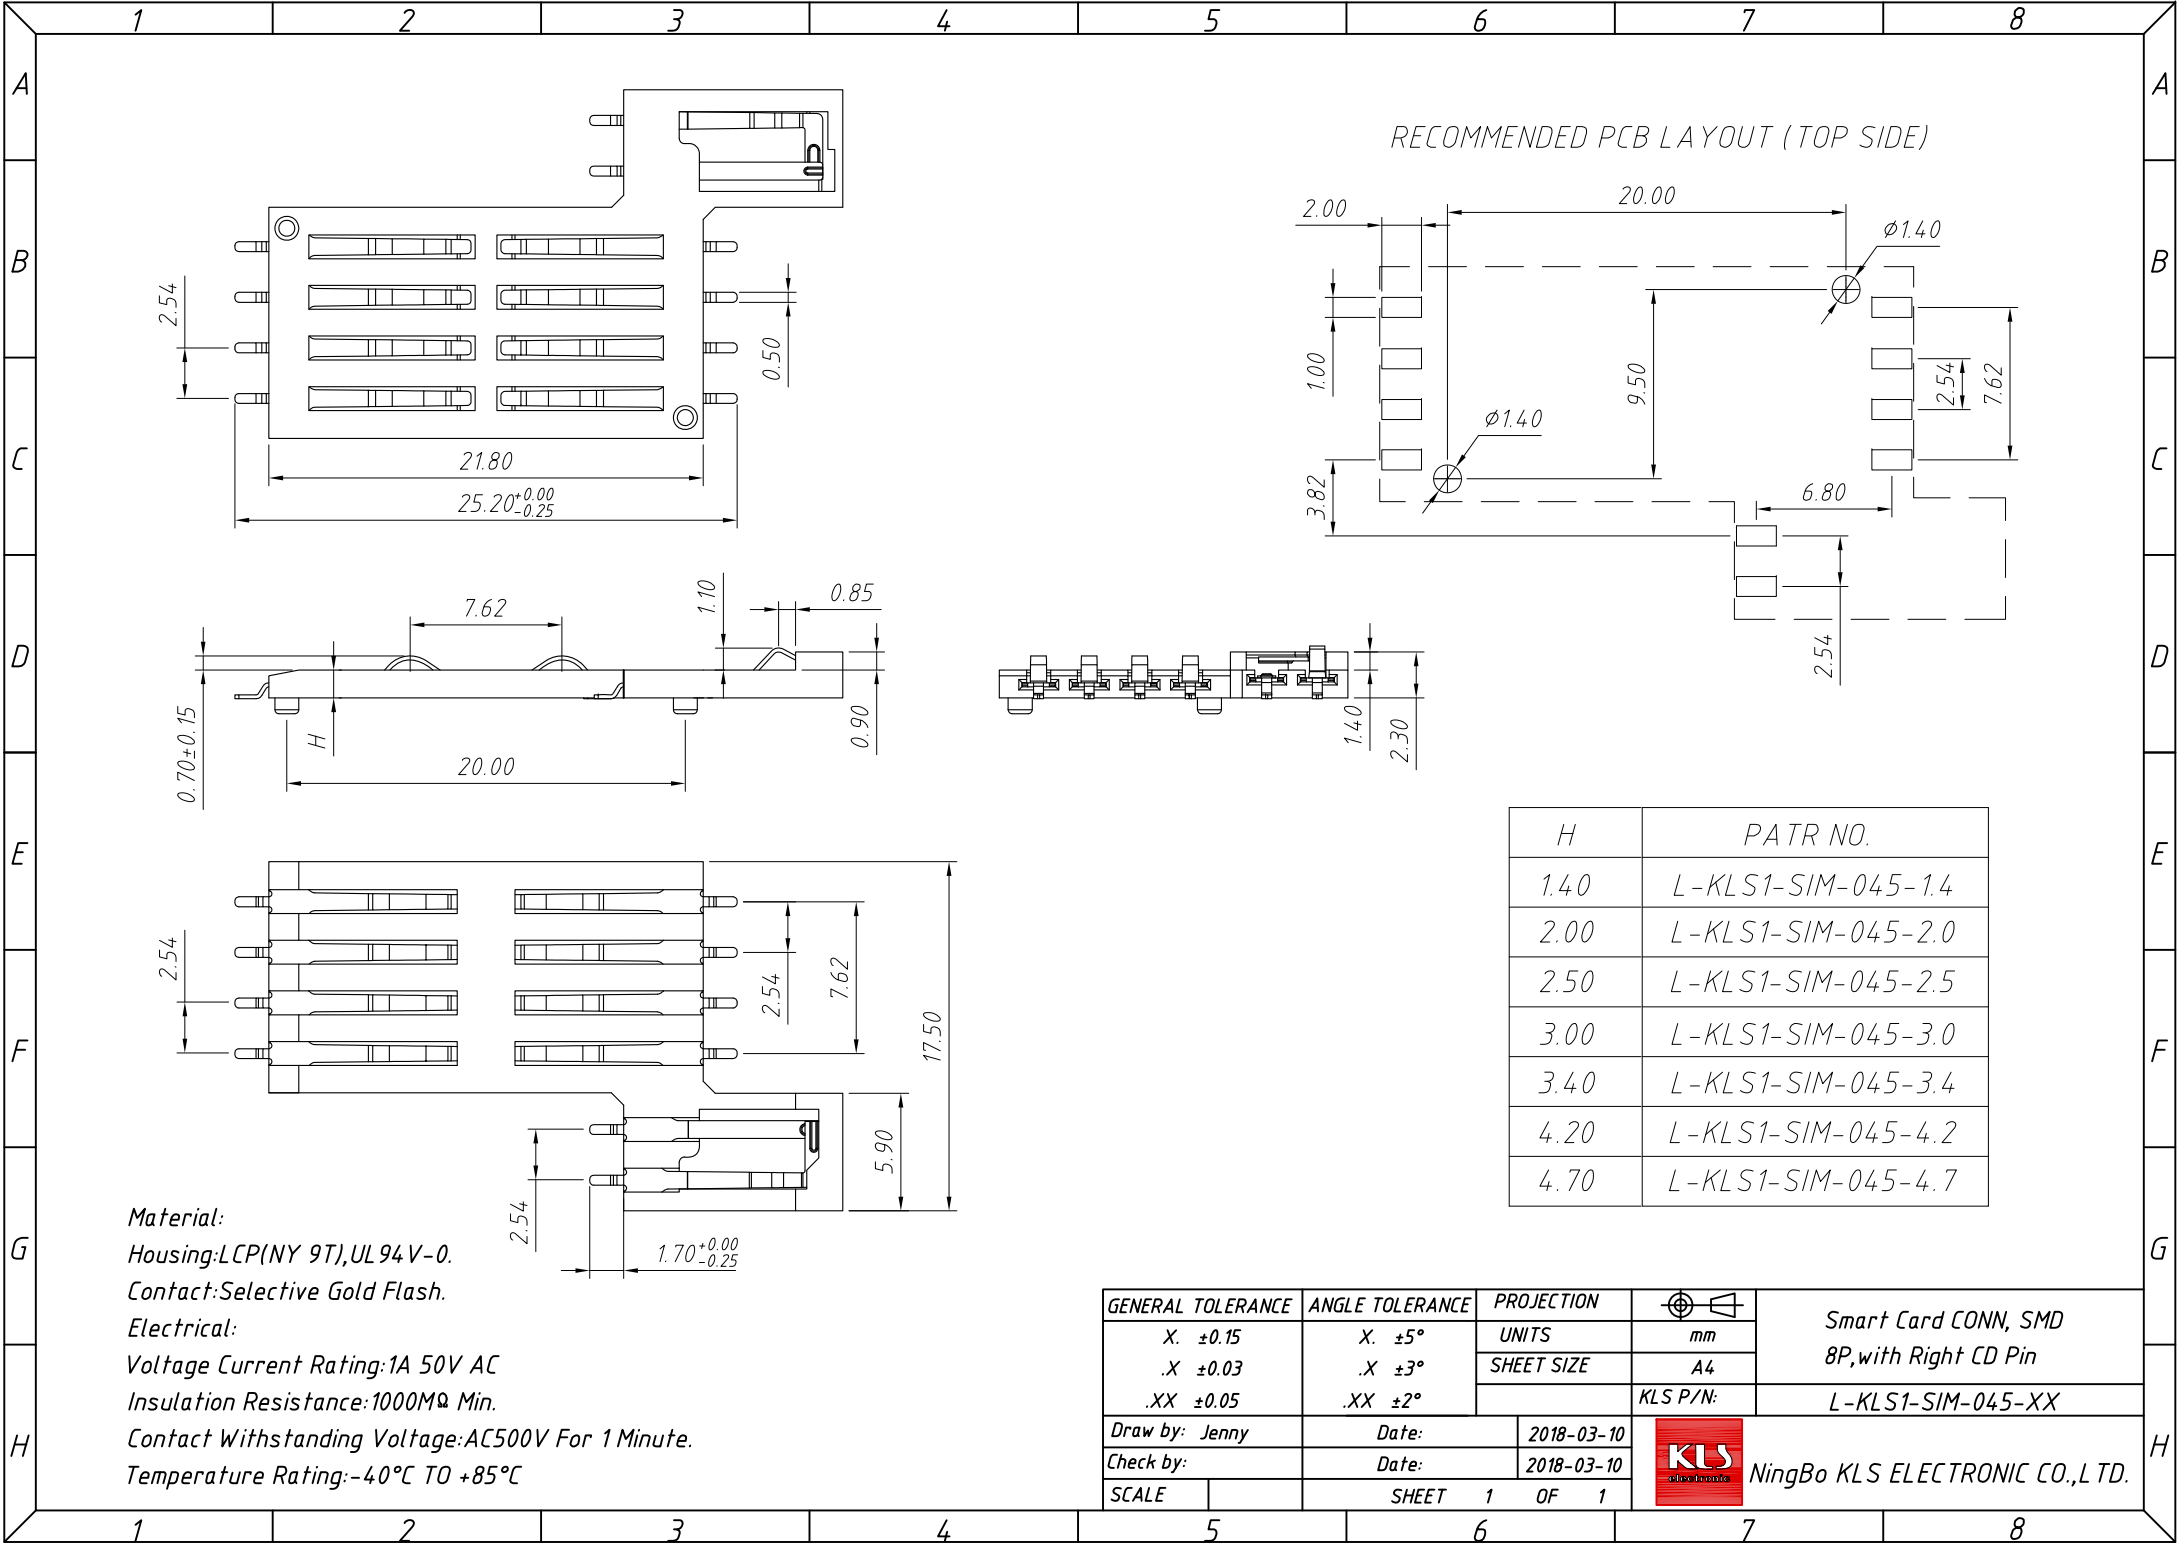 1 2 3 4 5 6 7 8
A A
B B
C C
D D
E E
F F
G G
H H
2.54
0.50
21.80
25.20 +0.00 -0.25
RECOMMENDED PCB LAYOUT (TOP SIDE)
2.00
20.00
ø1.40
1.00
9.50
2.54
7.62
ø1.40
3.82
6.80
2.54
7.62
1.10
0.85
0.70±0.15
H
0.90
20.00
1.40
2.30
2.54
2.54
7.62
17.50
5.90
2.54
1.70 +0.00 -0.25
H PATR NO.
1.40 L-KLS1-SIM-045-1.4
2.00 L-KLS1-SIM-045-2.0
2.50 L-KLS1-SIM-045-2.5
3.00 L-KLS1-SIM-045-3.0
3.40 L-KLS1-SIM-045-3.4
4.20 L-KLS1-SIM-045-4.2
4.70 L-KLS1-SIM-045-4.7
Material:
Housing:LCP(NY 9T),UL94V-0.
Contact:Selective Gold Flash.
Electrical:
Voltage Current Rating:1A 50V AC
Insulation Resistance:1000MΩ Min.
Contact Withstanding Voltage:AC500V For 1 Minute.
Temperature Rating:-40°C TO +85°C
GENERAL TOLERANCE ANGLE TOLERANCE PROJECTION
X. ±0.15 X. ±5° UNITS mm
.X ±0.03 .X ±3° SHEET SIZE A4
.XX ±0.05 .XX ±2° KLS P/N:
Smart Card CONN, SMD
8P,with Right CD Pin
L-KLS1-SIM-045-XX
Draw by: Jenny Date: 2018-03-10
Check by: Date: 2018-03-10
SCALE SHEET 1 OF 1
KLS
electronic
NingBo KLS ELECTRONIC CO.,LTD.
1 2 3 4 5 6 7 8